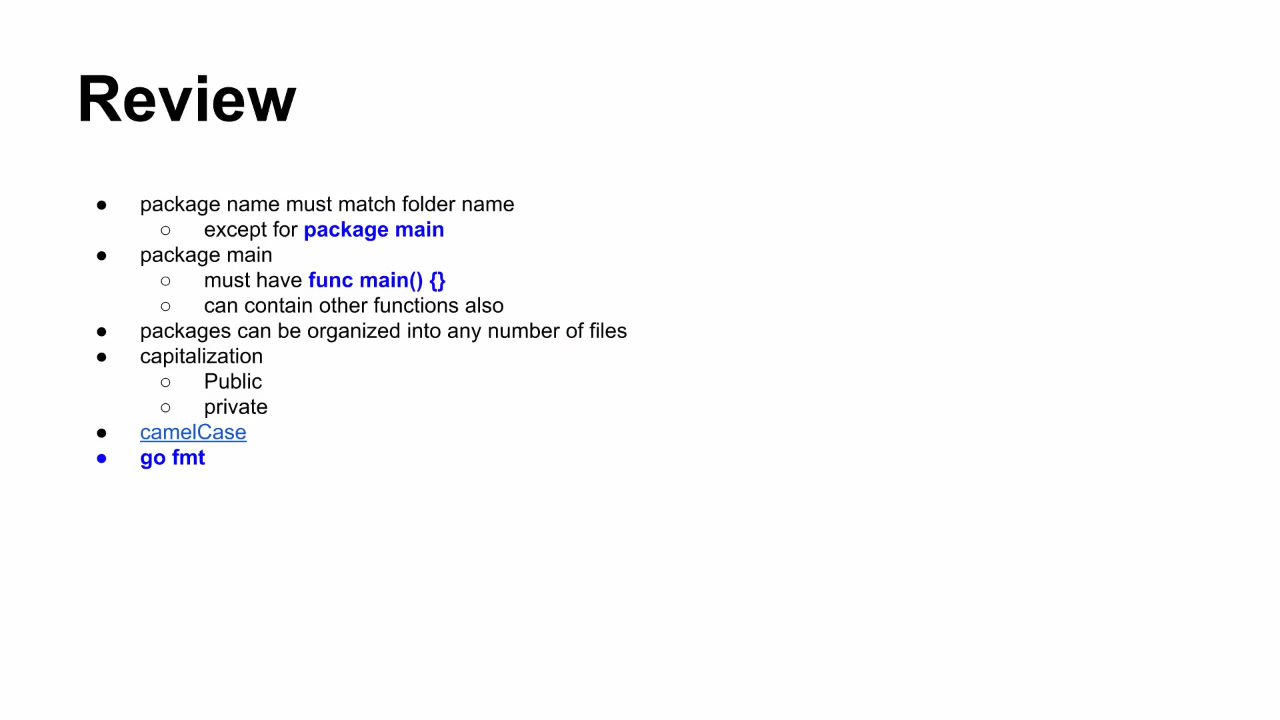 Review
● package name must match folder name
○ except for package main
● package main
○ must have func main() {}
○ can contain other functions also
● packages can be organized into any number of files
● capitalization
○ Public
○ private
● camelCase
● go fmt